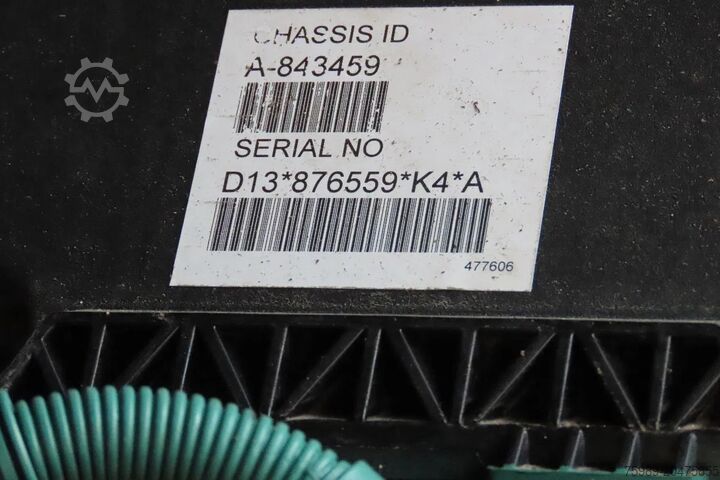 CHASSIS ID
A-843459
SERIAL NO
D13*876559*K4*A
477606